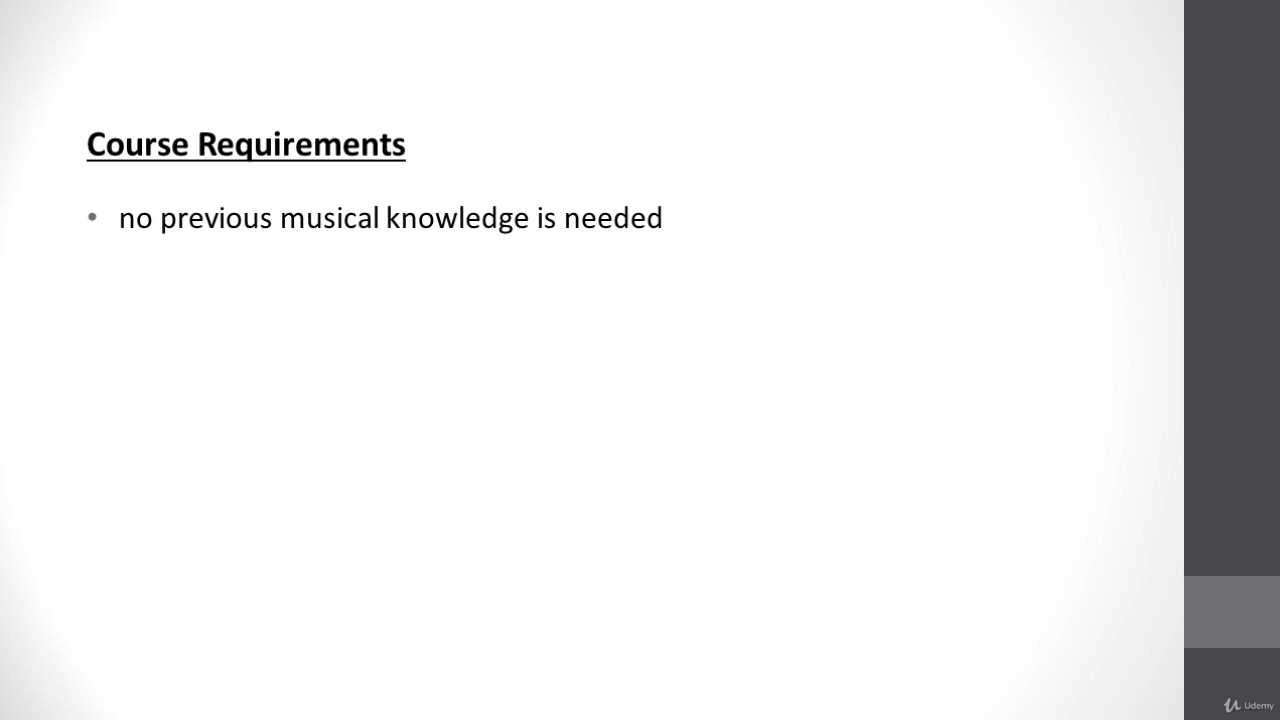 Course Requirements
• no previous musical knowledge is needed
Udemy